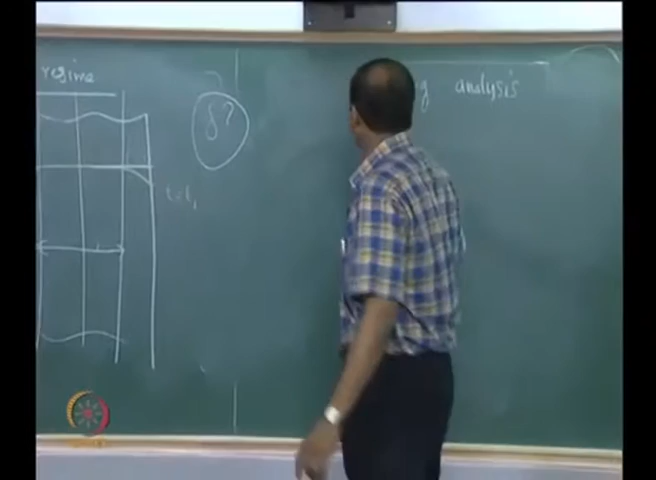 regime
δ?
t=t₁
g analysis